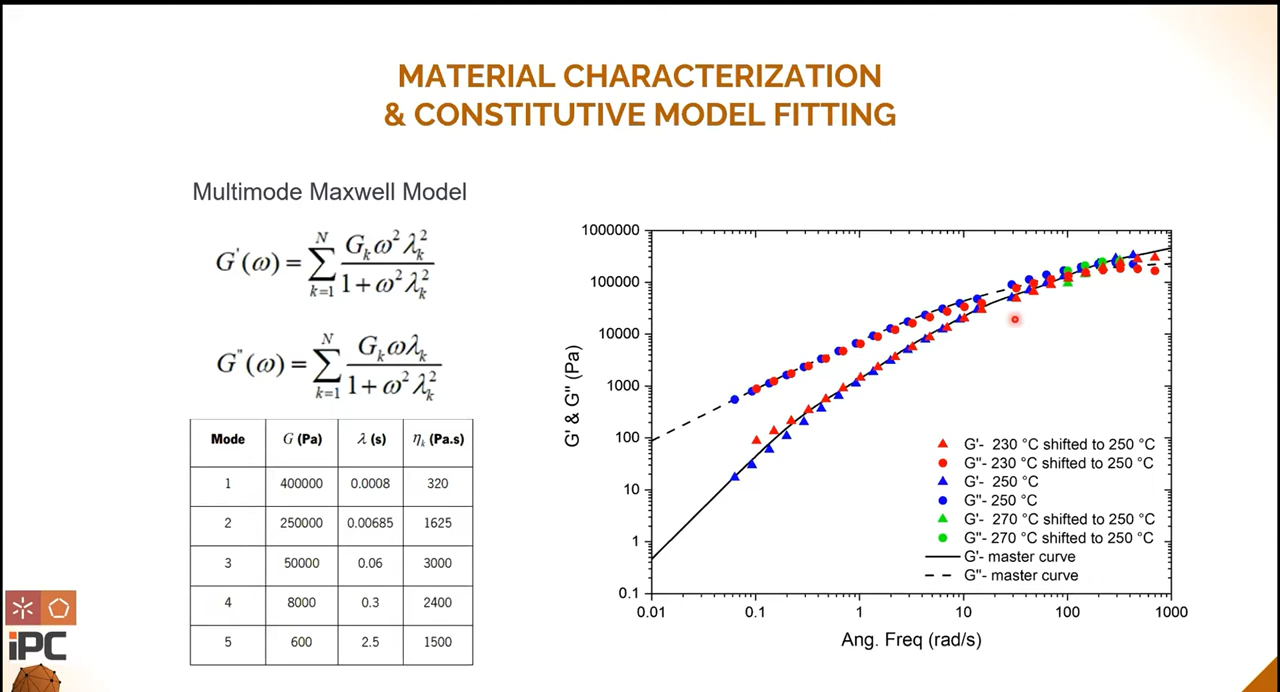 MATERIAL CHARACTERIZATION
& CONSTITUTIVE MODEL FITTING
Multimode Maxwell Model
G'(ω) = ∑_{k=1}^{N} G_k ω² λ_k² / 1 + ω² λ_k²
G"(ω) = ∑_{k=1}^{N} G_k ω λ_k / 1 + ω² λ_k²
Mode G (Pa) λ (s) η_k (Pa.s)
1 400000 0.0008 320
2 250000 0.00685 1625
3 50000 0.06 3000
4 8000 0.3 2400
5 600 2.5 1500
iPC
G' & G'' (Pa)
1000000
100000
10000
1000
100
10
1
0.1
0.01 0.1 1 10 100 1000
Ang. Freq (rad/s)
G'- 230 °C shifted to 250 °C
G''- 230 °C shifted to 250 °C
G'- 250 °C
G''- 250 °C
G'- 270 °C shifted to 250 °C
G''- 270 °C shifted to 250 °C
G'- master curve
G''- master curve